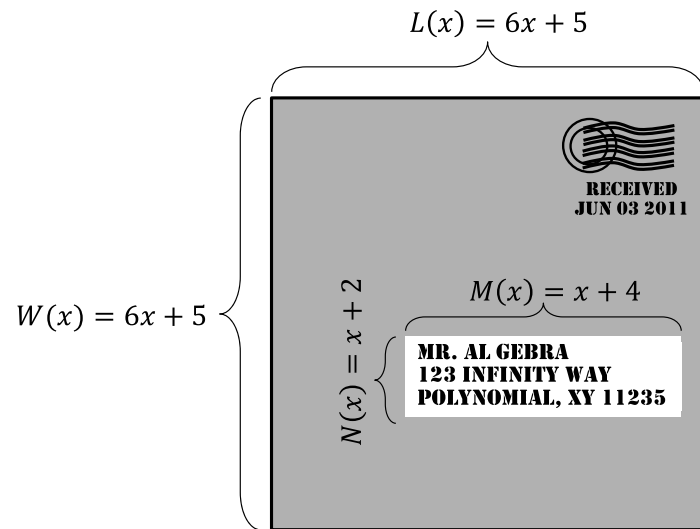 L(x) = 6x + 5
RECEIVED
JUN 03 2011
W(x) = 6x + 5
N(x) = x + 2
M(x) = x + 4
MR. AL GEBRA
123 INFINITY WAY
POLYNOMIAL, XY 11235